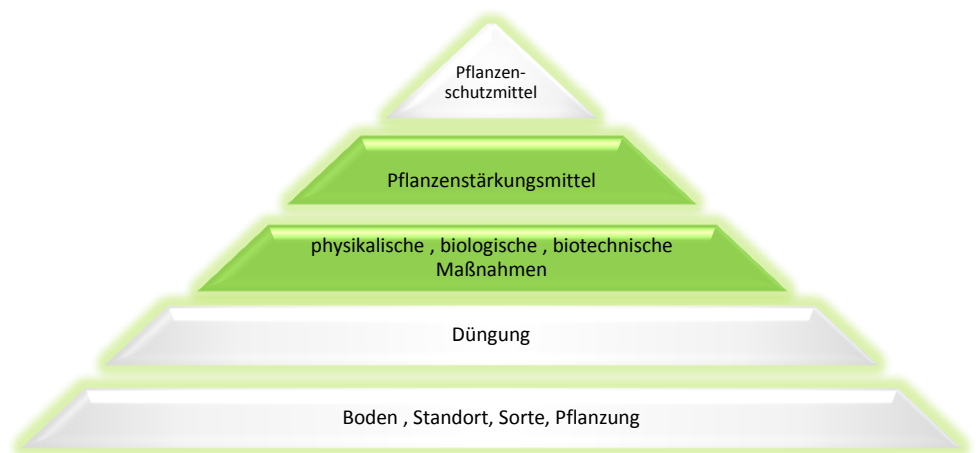 Pflanzen-
schutzmittel
Pflanzenstärkungsmittel
physikalische , biologische , biotechnische
Maßnahmen
Düngung
Boden , Standort, Sorte, Pflanzung